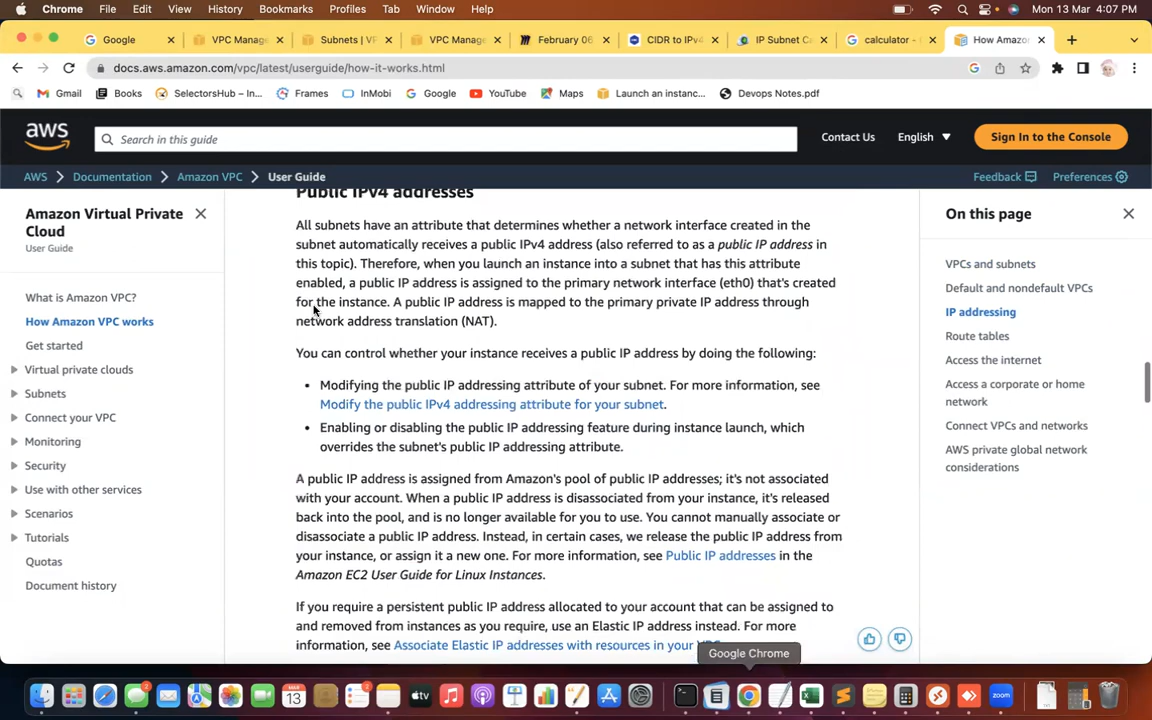 Chrome File Edit View History Bookmarks Profiles Tab Window Help Mon 13 Mar 4:07 PM
Google VPC Manag Subnets | VP VPC Manage February 06 CIDR to IPv4 IP Subnet C calculator - How Amazo
docs.aws.amazon.com/vpc/latest/userguide/how-it-works.html
Gmail Books SelectorsHub – In... Frames InMobi Google YouTube Maps Launch an instanc... Devops Notes.pdf
aws Search in this guide Contact Us English Sign In to the Console
AWS Documentation Amazon VPC User Guide Feedback Preferences
Amazon Virtual Private
Cloud
User Guide
What is Amazon VPC?
How Amazon VPC works
Get started
Virtual private clouds
Subnets
Connect your VPC
Monitoring
Security
Use with other services
Scenarios
Tutorials
Quotas
Document history
Public IPv4 addresses
All subnets have an attribute that determines whether a network interface created in the
subnet automatically receives a public IPv4 address (also referred to as a public IP address in
this topic). Therefore, when you launch an instance into a subnet that has this attribute
enabled, a public IP address is assigned to the primary network interface (eth0) that's created
for the instance. A public IP address is mapped to the primary private IP address through
network address translation (NAT).
You can control whether your instance receives a public IP address by doing the following:
• Modifying the public IP addressing attribute of your subnet. For more information, see
Modify the public IPv4 addressing attribute for your subnet.
• Enabling or disabling the public IP addressing feature during instance launch, which
overrides the subnet's public IP addressing attribute.
A public IP address is assigned from Amazon's pool of public IP addresses; it's not associated
with your account. When a public IP address is disassociated from your instance, it's released
back into the pool, and is no longer available for you to use. You cannot manually associate or
disassociate a public IP address. Instead, in certain cases, we release the public IP address from
your instance, or assign it a new one. For more information, see Public IP addresses in the
Amazon EC2 User Guide for Linux Instances.
If you require a persistent public IP address allocated to your account that can be assigned to
and removed from instances as you require, use an Elastic IP address instead. For more
information, see Associate Elastic IP addresses with resources in your
On this page
VPCs and subnets
Default and nondefault VPCs
IP addressing
Route tables
Access the internet
Access a corporate or home
network
Connect VPCs and networks
AWS private global network
considerations
Google Chrome
MAR
13
tv
zoom